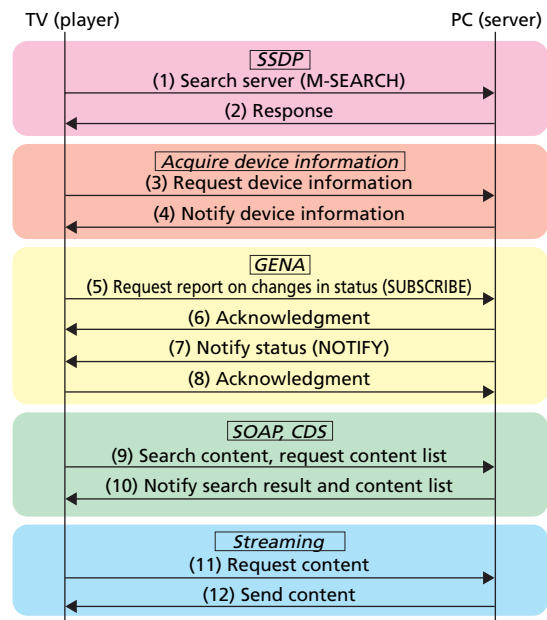 TV (player) PC (server)
SSDP
(1) Search server (M-SEARCH)
(2) Response
Acquire device information
(3) Request device information
(4) Notify device information
GENA
(5) Request report on changes in status (SUBSCRIBE)
(6) Acknowledgment
(7) Notify status (NOTIFY)
(8) Acknowledgment
SOAP, CDS
(9) Search content, request content list
(10) Notify search result and content list
Streaming
(11) Request content
(12) Send content